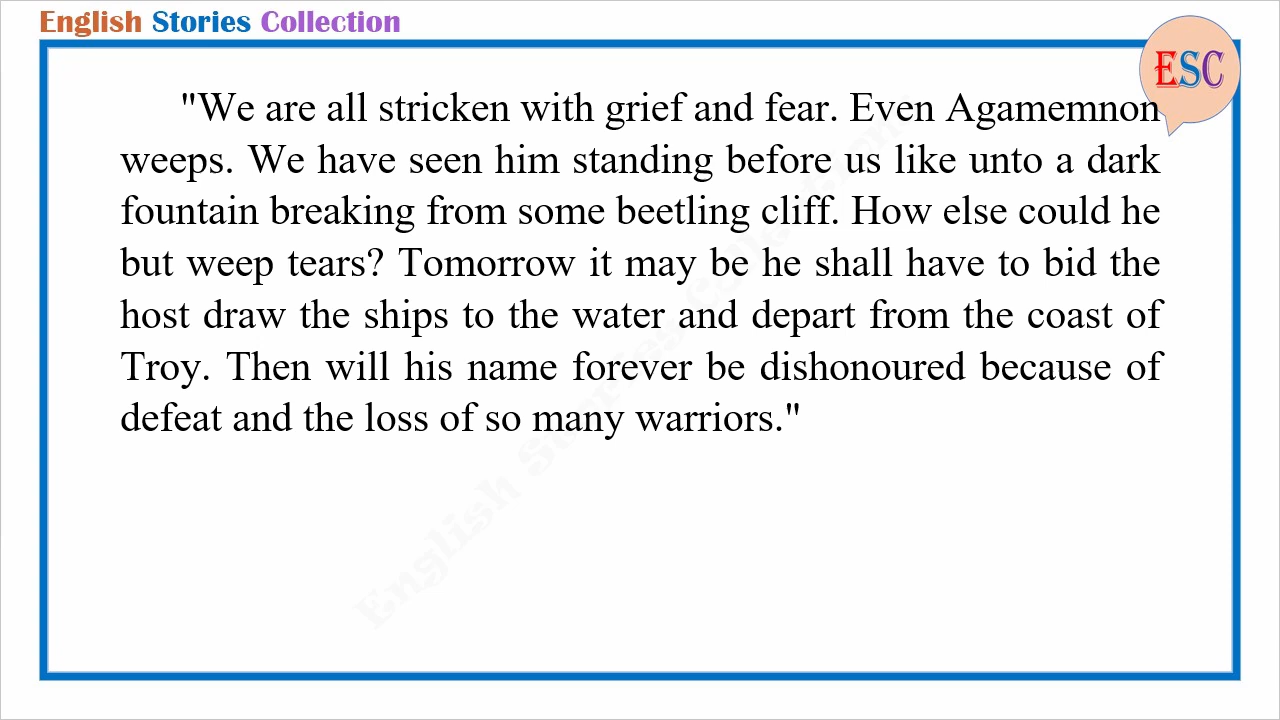 English Stories Collection
ESC
"We are all stricken with grief and fear. Even Agamemnon
weeps. We have seen him standing before us like unto a dark
fountain breaking from some beetling cliff. How else could he
but weep tears? Tomorrow it may be he shall have to bid the
host draw the ships to the water and depart from the coast of
Troy. Then will his name forever be dishonoured because of
defeat and the loss of so many warriors."
English Stories Collection